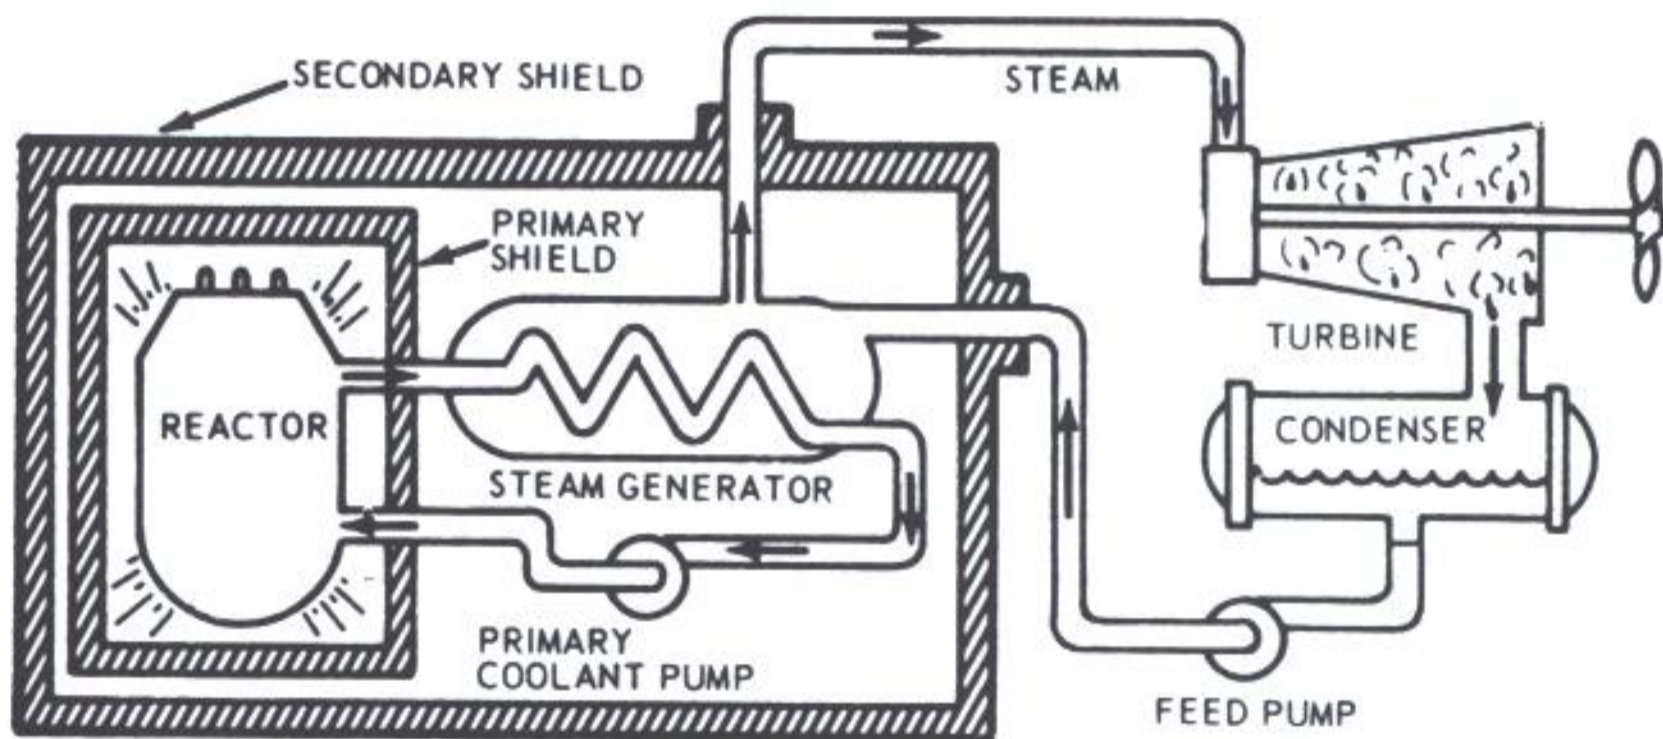 SECONDARY SHIELD
STEAM
PRIMARY
SHIELD
TURBINE
REACTOR
CONDENSER
STEAM GENERATOR
PRIMARY
COOLANT PUMP
FEED PUMP